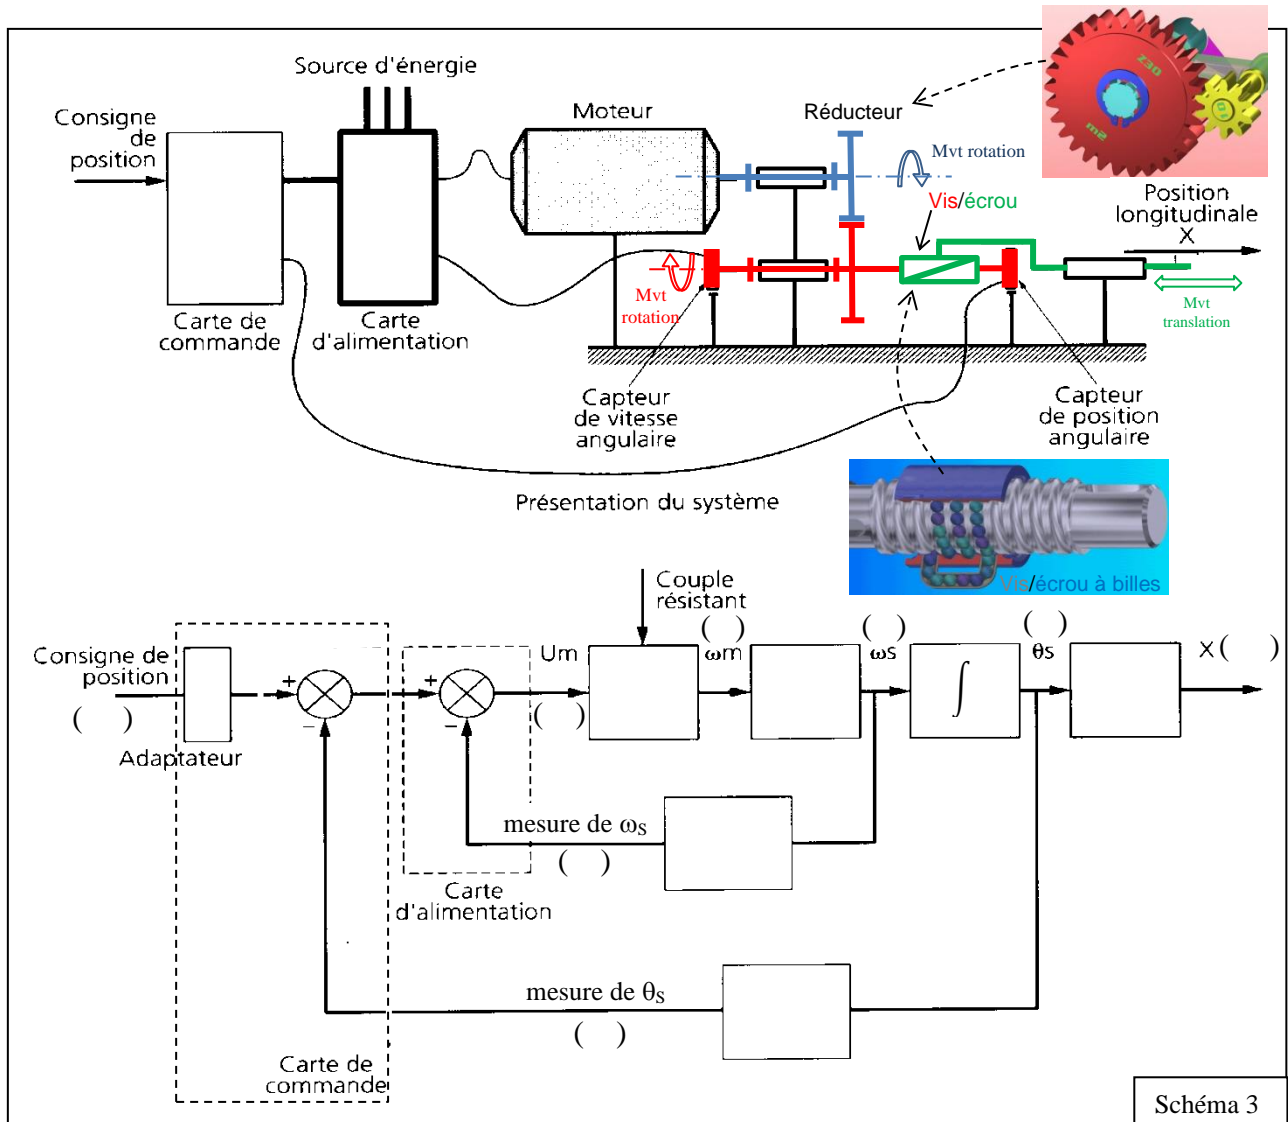 Source d'énergie
Consigne
de
position
Moteur
Réducteur
Mvt rotation
Z30
m2
Vis/écrou
Position
longitudinale
X
Mvt
rotation
Mvt
translation
Carte de
commande
Carte
d'alimentation
Capteur
de vitesse
angulaire
Capteur
de position
angulaire
Présentation du système
Vis/écrou à billes
Couple
résistant
Consigne de
position
( )
Adaptateur
+
−
+
−
Um
( )
( )
ωm
( )
ωs
∫
( )
θs
X ( )
mesure de ωS
( )
Carte
d'alimentation
mesure de θS
( )
Carte de
commande
Schéma 3